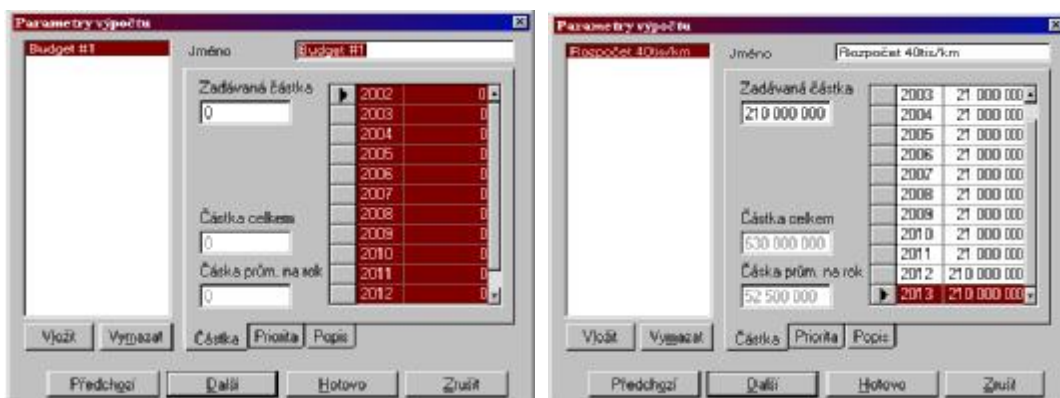 Parametry výpočtu
Budget #1
Jméno
Budget #1
Zadávaná částka
0
2002 0
2003 0
2004 0
2005 0
2006 0
2007 0
2008 0
2009 0
2010 0
2011 0
2012 0
Částka celkem
0
Částka prům. na rok
0
Vložit
Vymazat
Částka
Priorita
Popis
Předchozí
Další
Hotovo
Zrušit
Parametry výpočtu
Rozpočet 40tis/km
Jméno
Rozpočet 40tis/km
Zadávaná částka
210 000 000
2003 21 000 000
2004 21 000 000
2005 21 000 000
2006 21 000 000
2007 21 000 000
2008 21 000 000
2009 21 000 000
2010 21 000 000
2011 21 000 000
2012 210 000 000
2013 210 000 000
Částka celkem
630 000 000
Částka prům. na rok
52 500 000
Vložit
Vymazat
Částka
Priorita
Popis
Předchozí
Další
Hotovo
Zrušit